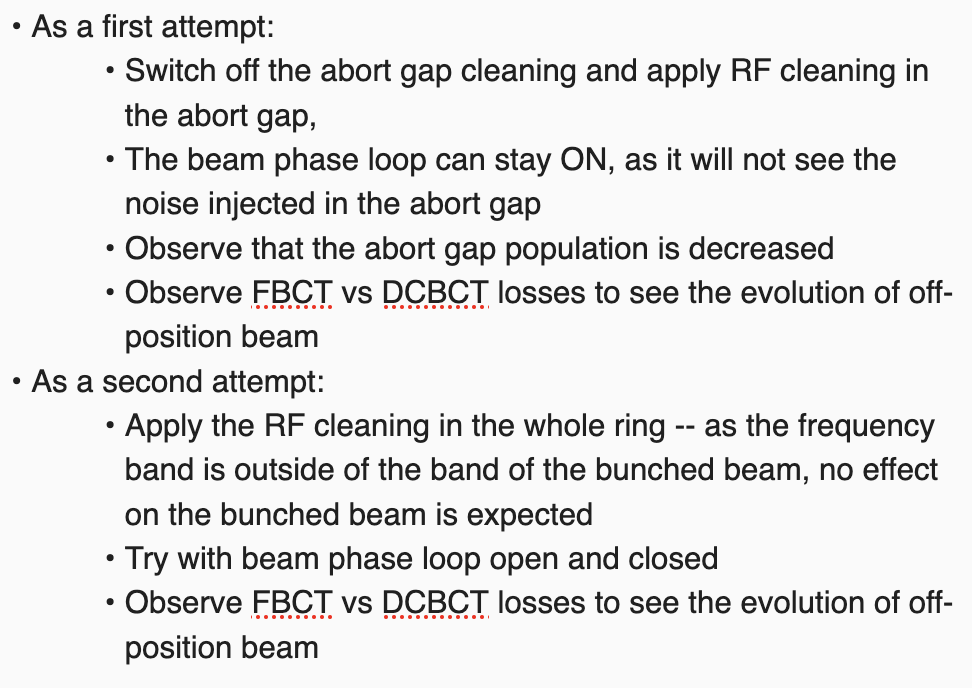 • As a first attempt:
• Switch off the abort gap cleaning and apply RF cleaning in
the abort gap,
• The beam phase loop can stay ON, as it will not see the
noise injected in the abort gap
• Observe that the abort gap population is decreased
• Observe FBCT vs DCBCT losses to see the evolution of off-
position beam
• As a second attempt:
• Apply the RF cleaning in the whole ring -- as the frequency
band is outside of the band of the bunched beam, no effect
on the bunched beam is expected
• Try with beam phase loop open and closed
• Observe FBCT vs DCBCT losses to see the evolution of off-
position beam